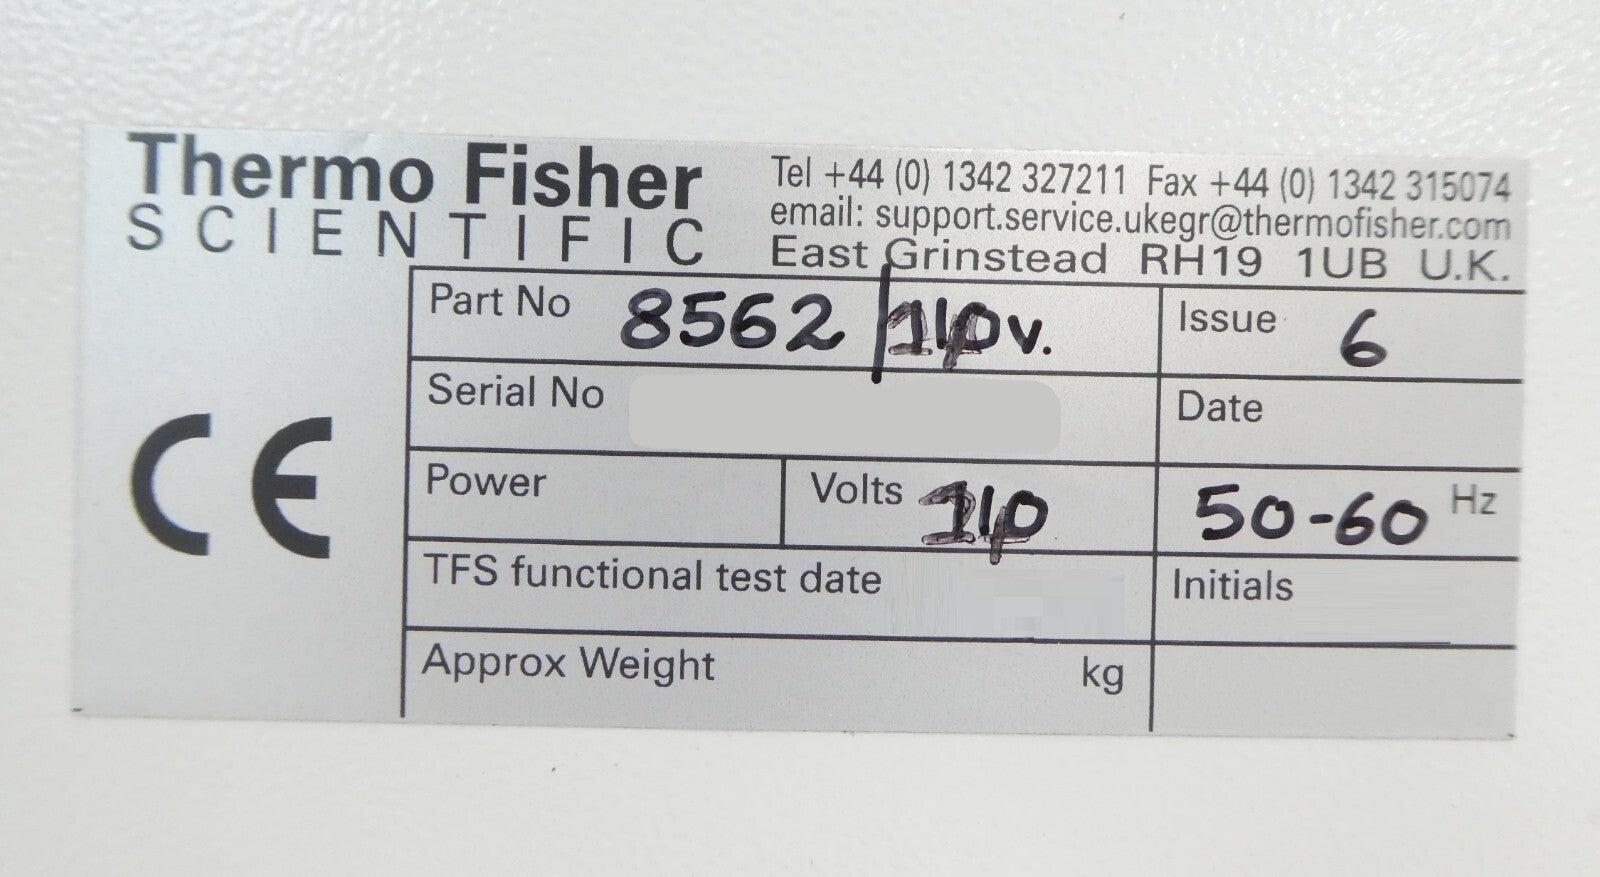 Thermo Fisher
SCIENTIFIC
Tel +44 (0) 1342 327211 Fax +44 (0) 1342 315074
email: support.service.ukegr@thermofisher.com
East Grinstead RH19 1UB U.K.
Part No 8562/110v.
Issue 6
Serial No
Date
CE
Power
Volts 110
50-60 Hz
TFS functional test date
Initials
Approx Weight kg